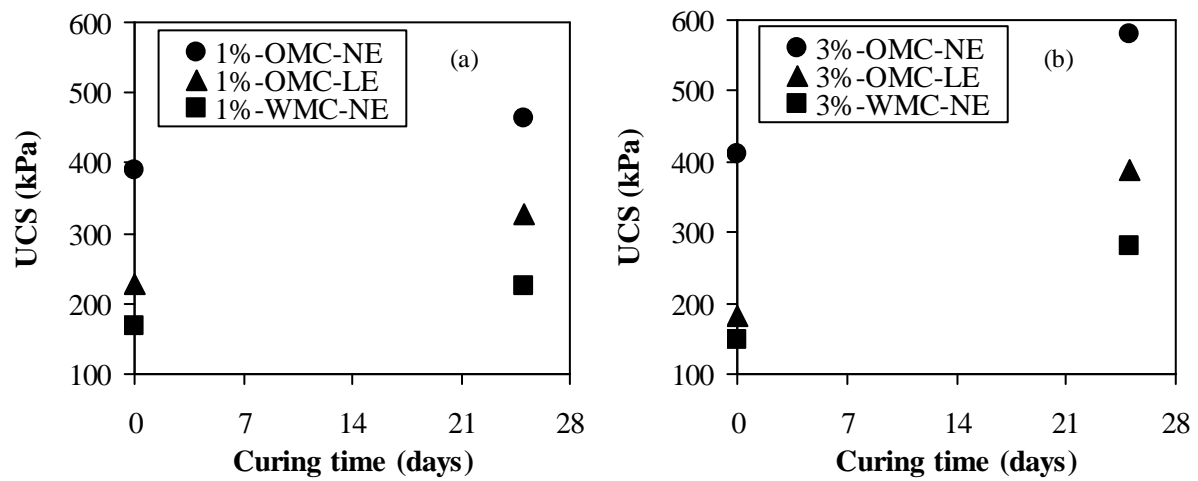 600
500
400
300
200
100
UCS (kPa)
1%-OMC-NE
1%-OMC-LE
1%-WMC-NE
(a)
0 7 14 21 28
Curing time (days)
600
500
400
300
200
100
UCS (kPa)
3%-OMC-NE
3%-OMC-LE
3%-WMC-NE
(b)
0 7 14 21 28
Curing time (days)